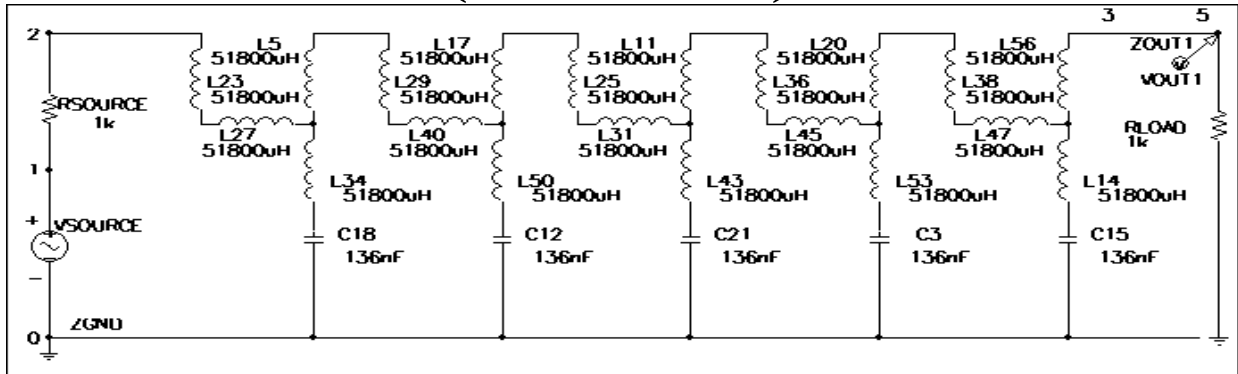 3 5
2 L5 L17 L11 L20 L56 ZOUT1
51800uH 51800uH 51800uH 51800uH 51800uH
L23 L29 L25 L36 L38 VOUT1
51800uH 51800uH 51800uH 51800uH 51800uH
RSOURCE
1k
L27 L40 L31 L45 L47 RLOAD
51800uH 51800uH 51800uH 51800uH 51800uH 1k
1
L34 L50 L43 L53 L14
51800uH 51800uH 51800uH 51800uH 51800uH
+ VSOURCE
C18 C12 C21 C3 C15
136nF 136nF 136nF 136nF 136nF
−
ZGND
0